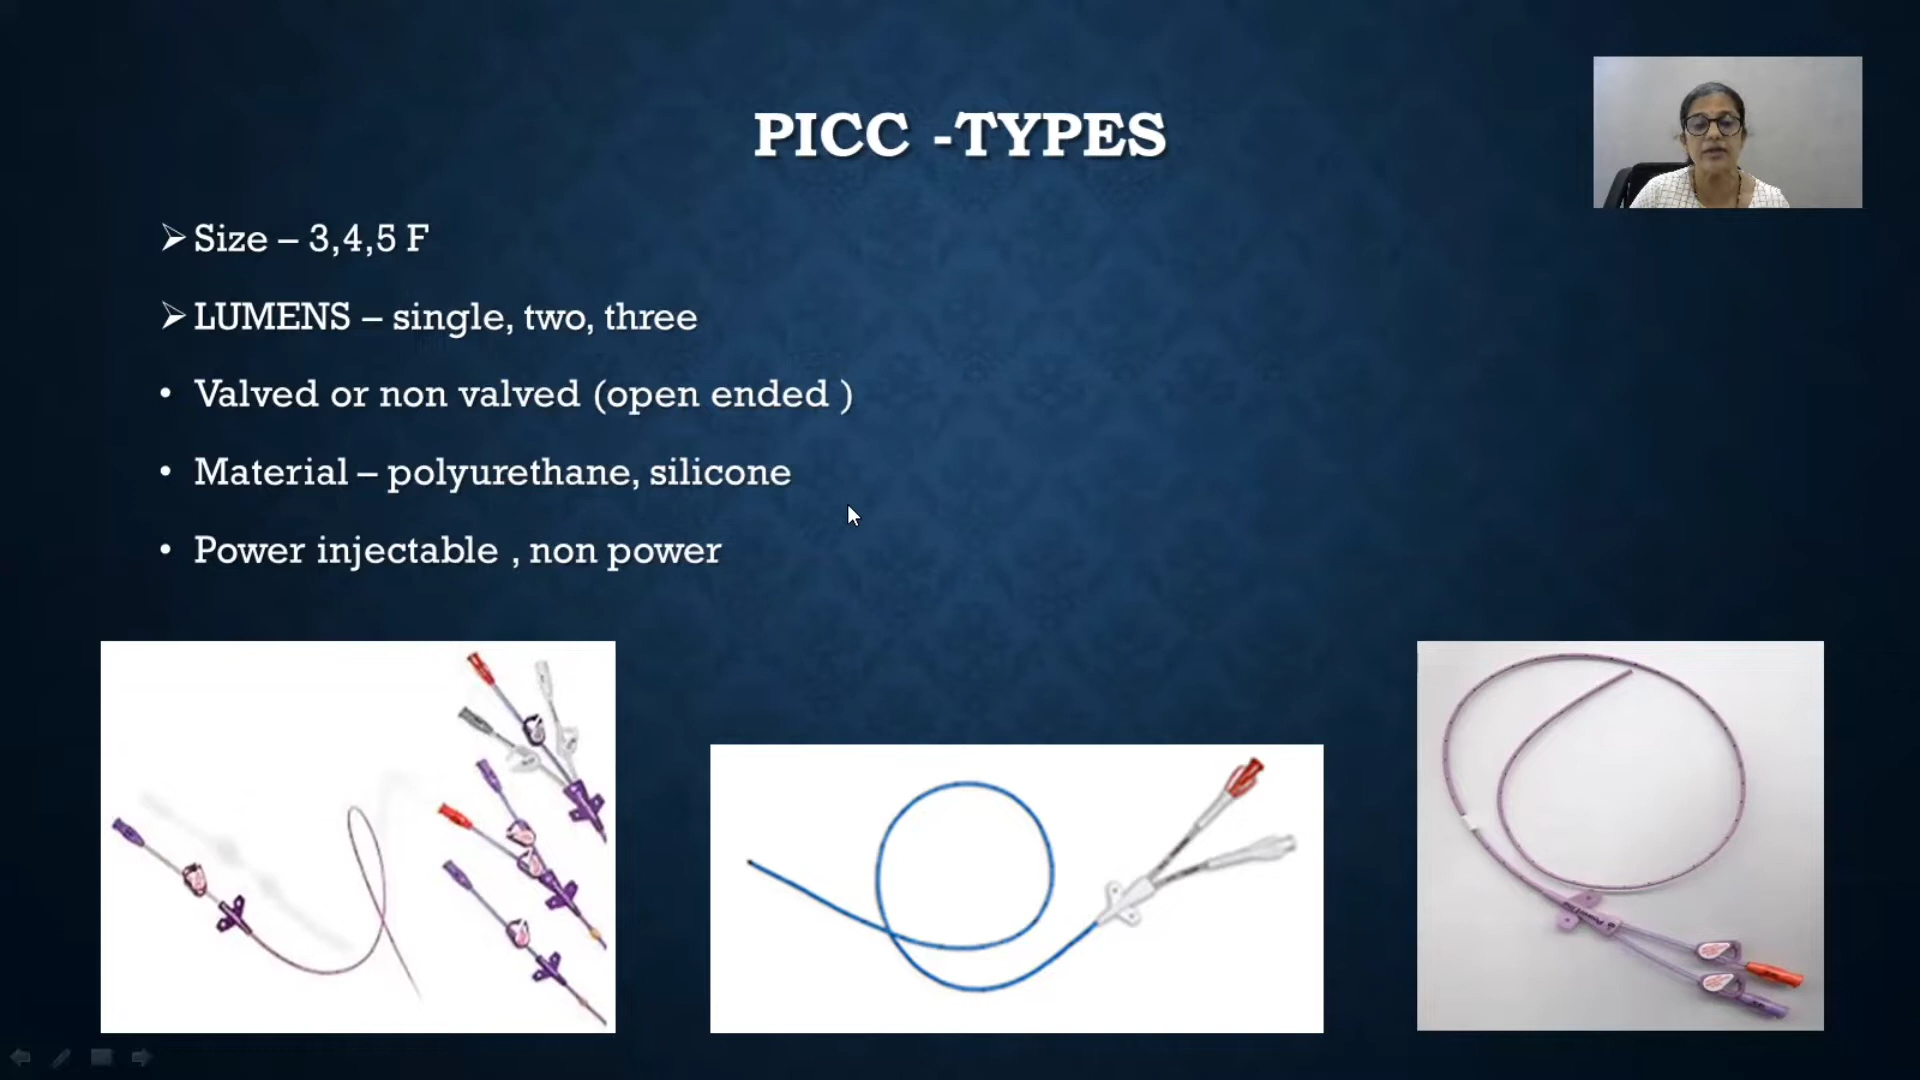 PICC -TYPES
➢ Size – 3,4,5 F
➢ LUMENS – single, two, three
• Valved or non valved (open ended )
• Material – polyurethane, silicone
• Power injectable , non power